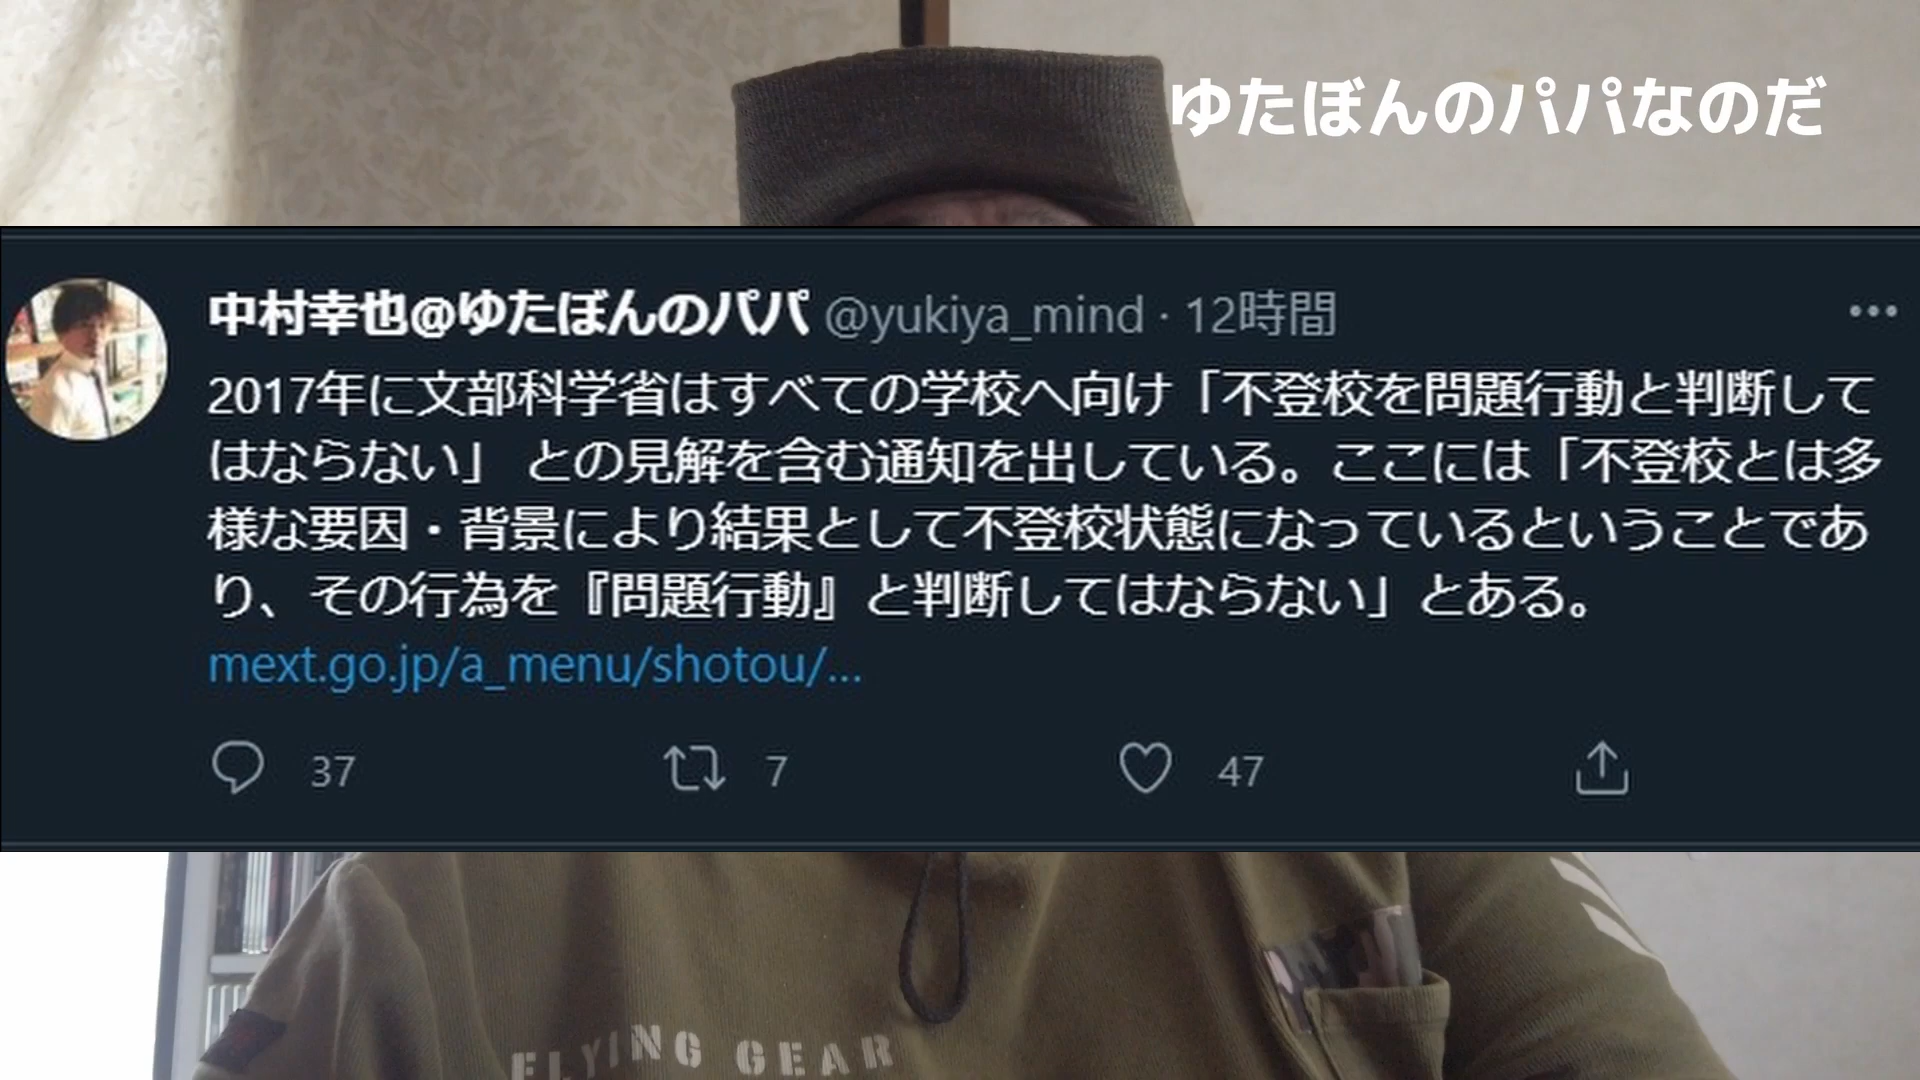 ゆたぼんのパパなのだ
中村幸也@ゆたぼんのパパ @yukiya_mind · 12時間
2017年に文部科学省はすべての学校へ向け「不登校を問題行動と判断して
はならない」 との見解を含む通知を出している。ここには「不登校とは多
様な要因・背景により結果として不登校状態になっているということであ
り、その行為を『問題行動』と判断してはならない」とある。
mext.go.jp/a_menu/shotou/...
37 7 47
FLYING GEAR